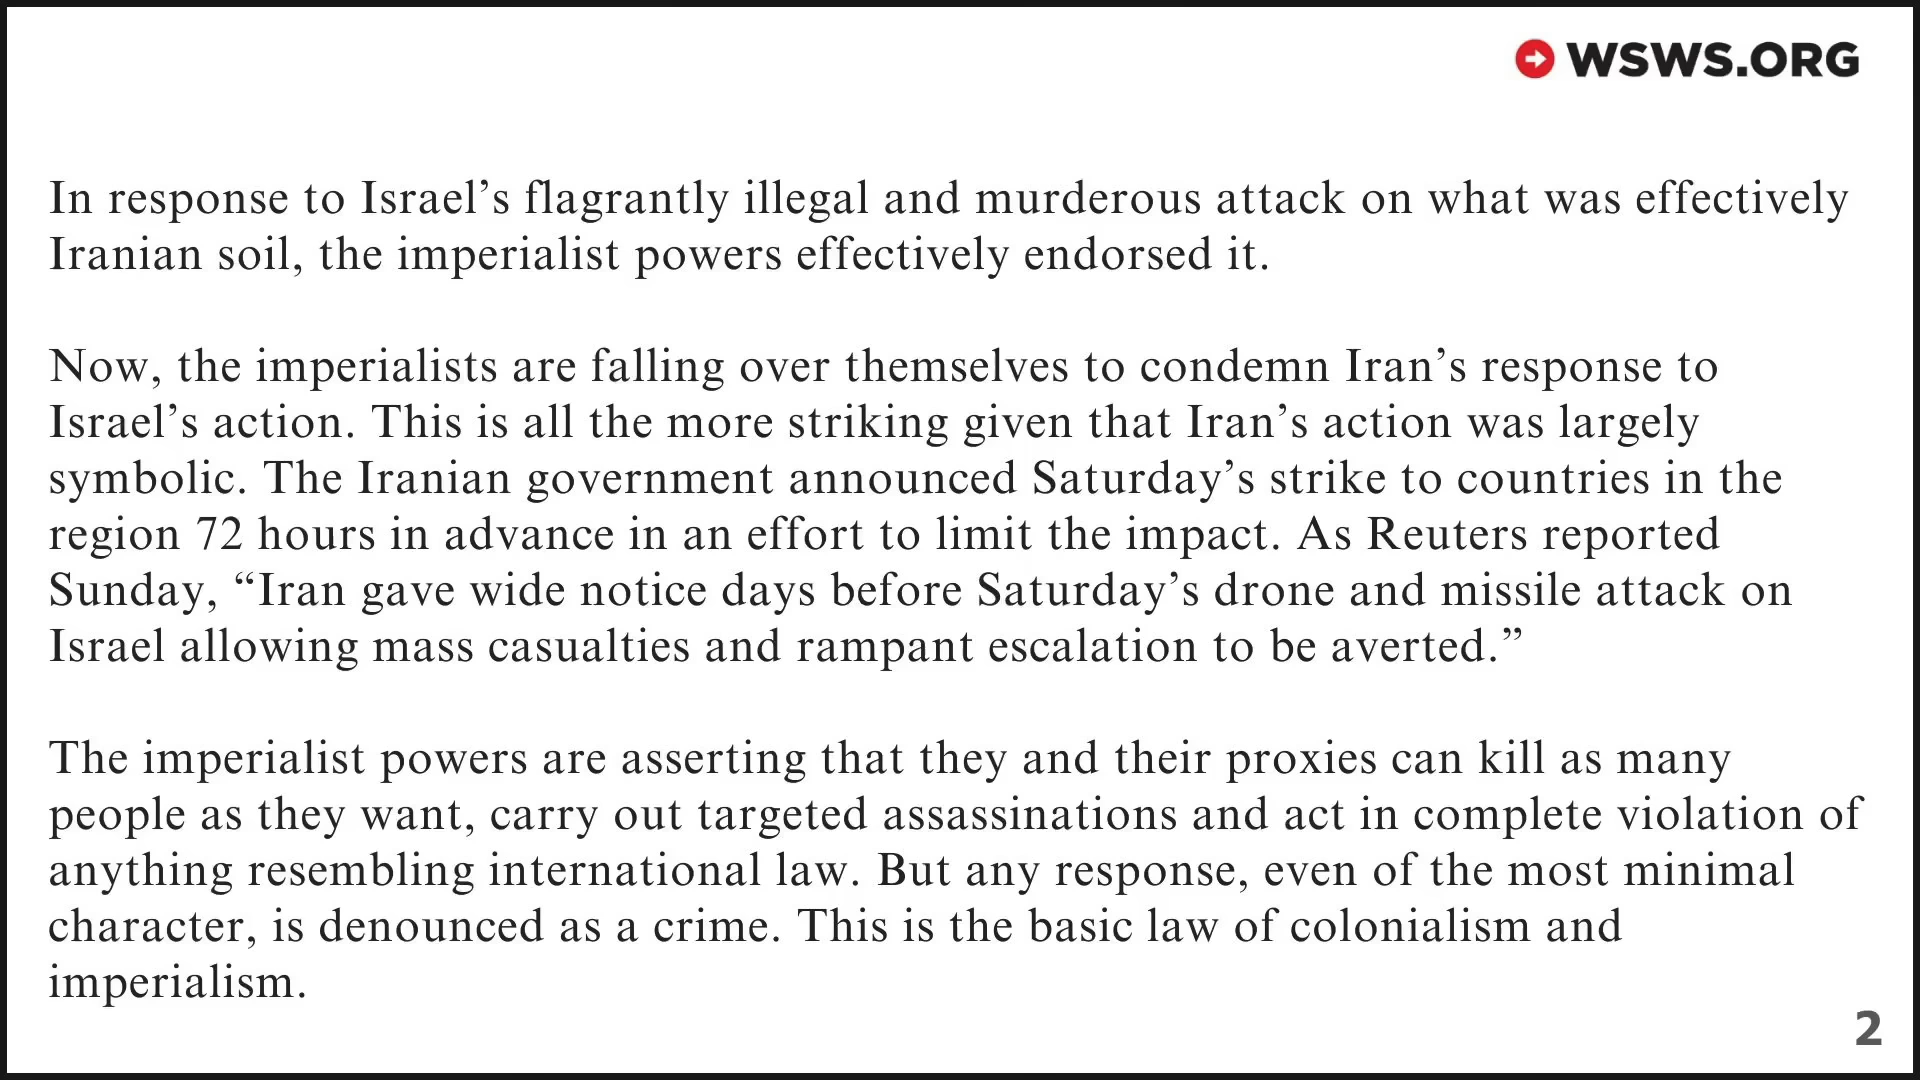 WSWS.ORG
In response to Israel’s flagrantly illegal and murderous attack on what was effectively
Iranian soil, the imperialist powers effectively endorsed it.
Now, the imperialists are falling over themselves to condemn Iran’s response to
Israel’s action. This is all the more striking given that Iran’s action was largely
symbolic. The Iranian government announced Saturday’s strike to countries in the
region 72 hours in advance in an effort to limit the impact. As Reuters reported
Sunday, “Iran gave wide notice days before Saturday’s drone and missile attack on
Israel allowing mass casualties and rampant escalation to be averted.”
The imperialist powers are asserting that they and their proxies can kill as many
people as they want, carry out targeted assassinations and act in complete violation of
anything resembling international law. But any response, even of the most minimal
character, is denounced as a crime. This is the basic law of colonialism and
imperialism.
2